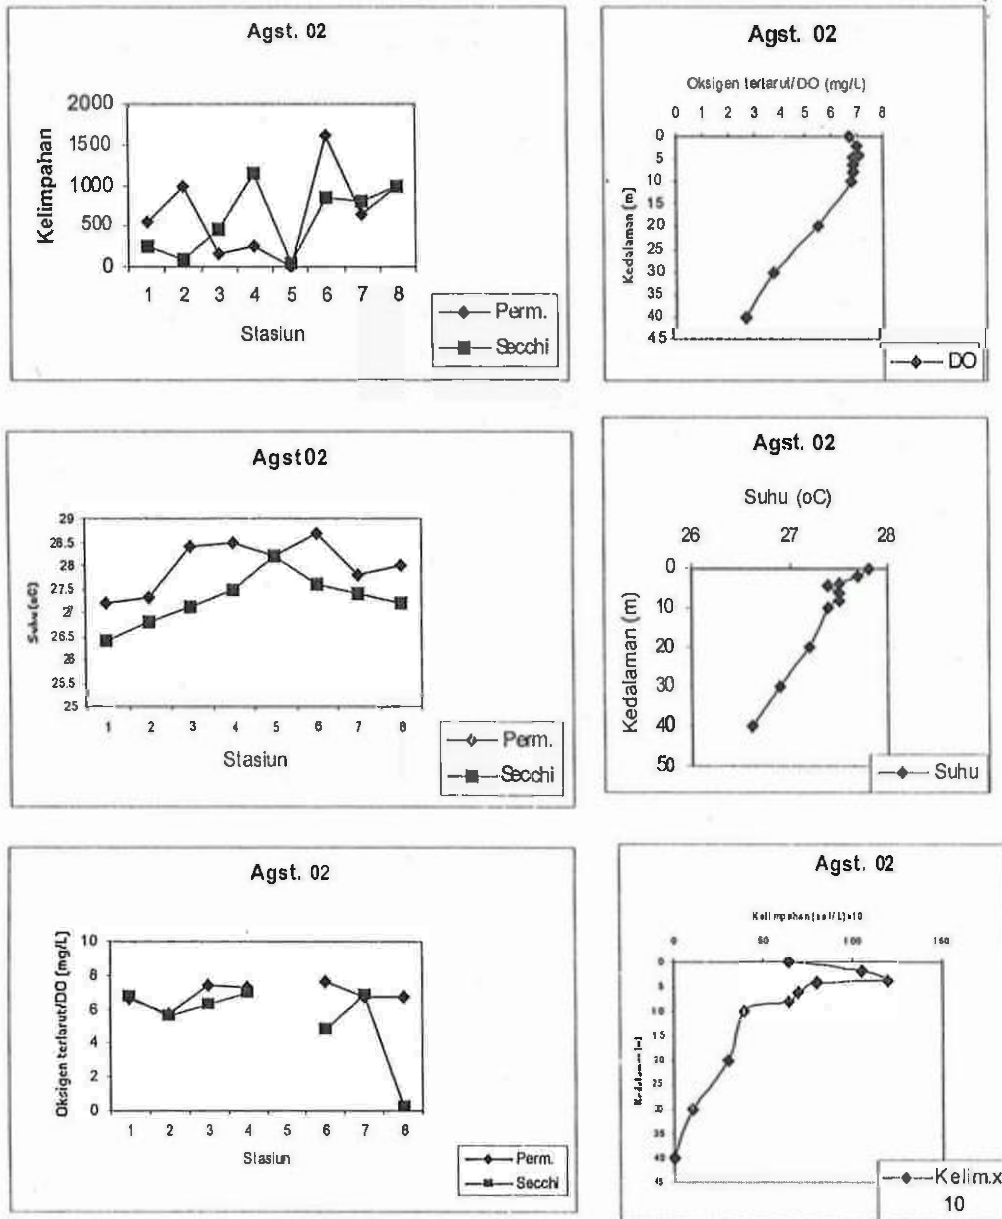 Agst. 02
Kelimpahan
2000
1500
1000
500
0
1 2 3 4 5 6 7 8
Stasiun
Perm.
Secchi
Agst. 02
Oksigen terlarut/DO (mg/L)
0 1 2 3 4 5 6 7 8
Kedalaman (m)
0
5
10
15
20
25
30
35
40
45
DO
Agst02
Suhu (oC)
29
28.5
28
27.5
27
26.5
26
25.5
25
1 2 3 4 5 6 7 8
Stasiun
Perm.
Secchi
Agst. 02
Suhu (oC)
26 27 28
Kedalaman (m)
0
10
20
30
40
50
Suhu
Agst. 02
Oksigen terlarut/DO (mg/L)
10
8
6
4
2
0
1 2 3 4 5 6 7 8
Stasiun
Perm.
Secchi
Agst. 02
Kelimpahan (sel/L)x10
0 50 100 150
0
5
10
15
20
25
30
35
40
45
Kelim.x
10